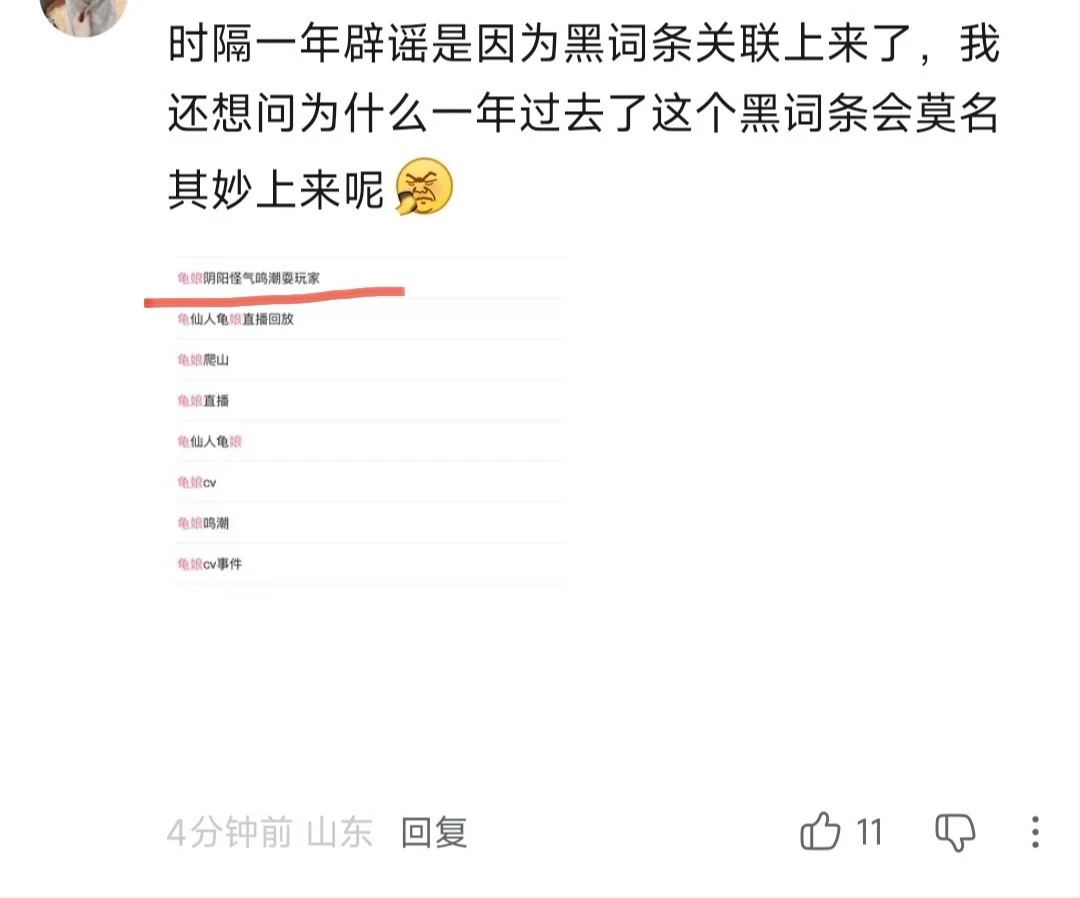 时隔一年辟谣是因为黑词条关联上来了，我
还想问为什么一年过去了这个黑词条会莫名
其妙上来呢
龟娘阴阳怪气鸣潮耍玩家
龟仙人龟娘直播回放
龟娘爬山
龟娘直播
龟仙人龟娘
龟娘cv
龟娘鸣潮
龟娘cv事件
4分钟前 山东 回复
11